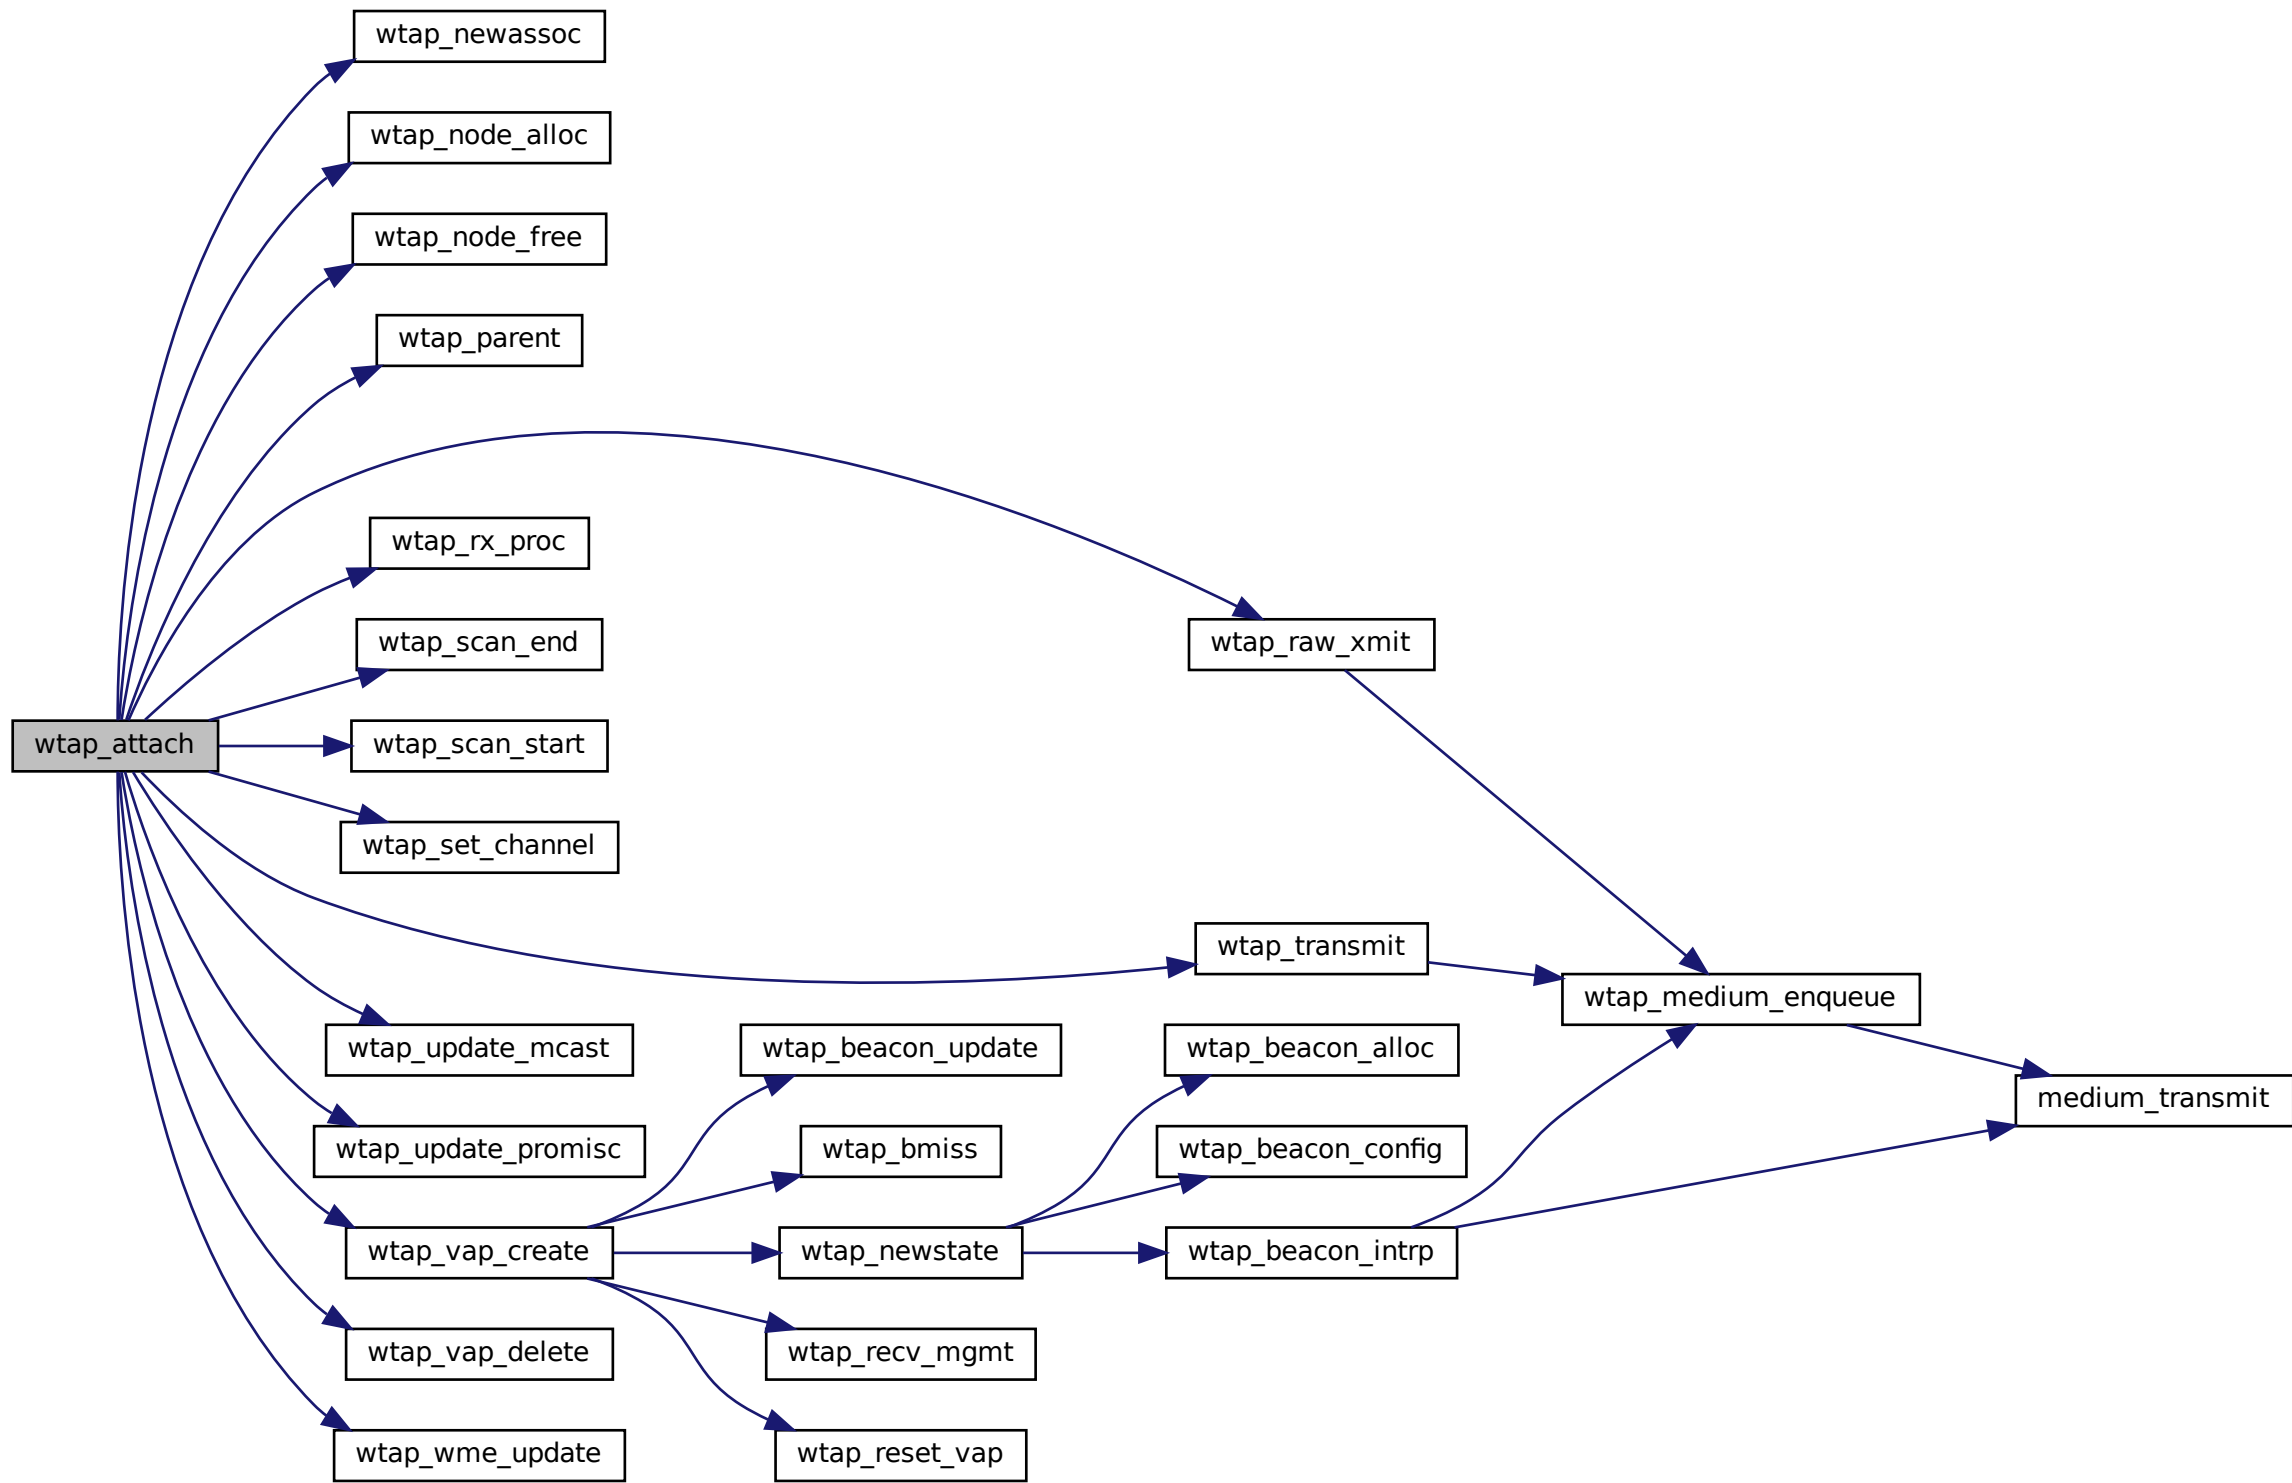 wtap_newassoc
wtap_node_alloc
wtap_node_free
wtap_parent
wtap_rx_proc
wtap_scan_end
wtap_raw_xmit
wtap_attach
wtap_scan_start
wtap_set_channel
wtap_transmit
wtap_medium_enqueue
wtap_update_mcast
wtap_beacon_update
wtap_beacon_alloc
medium_transmit
wtap_update_promisc
wtap_bmiss
wtap_beacon_config
wtap_vap_create
wtap_newstate
wtap_beacon_intrp
wtap_vap_delete
wtap_recv_mgmt
wtap_wme_update
wtap_reset_vap